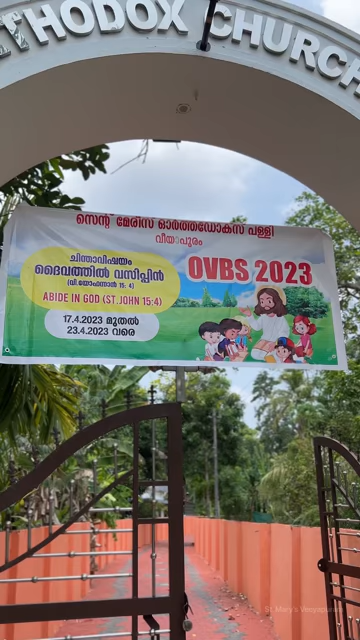 THODOX CHURCH
സെന്റ് മേരീസ് ഓർത്തഡോക്സ് പള്ളി
വീയപുരം
ചിന്താവിഷയം
ദൈവത്തിൽ വസിപ്പിൻ
(വി.യോഹന്നാൻ 15: 4)
ABIDE IN GOD (ST.JOHN 15:4)
17.4.2023 മുതൽ
23.4.2023 വരെ
OVBS 2023
St.Mary's Veeyapuram